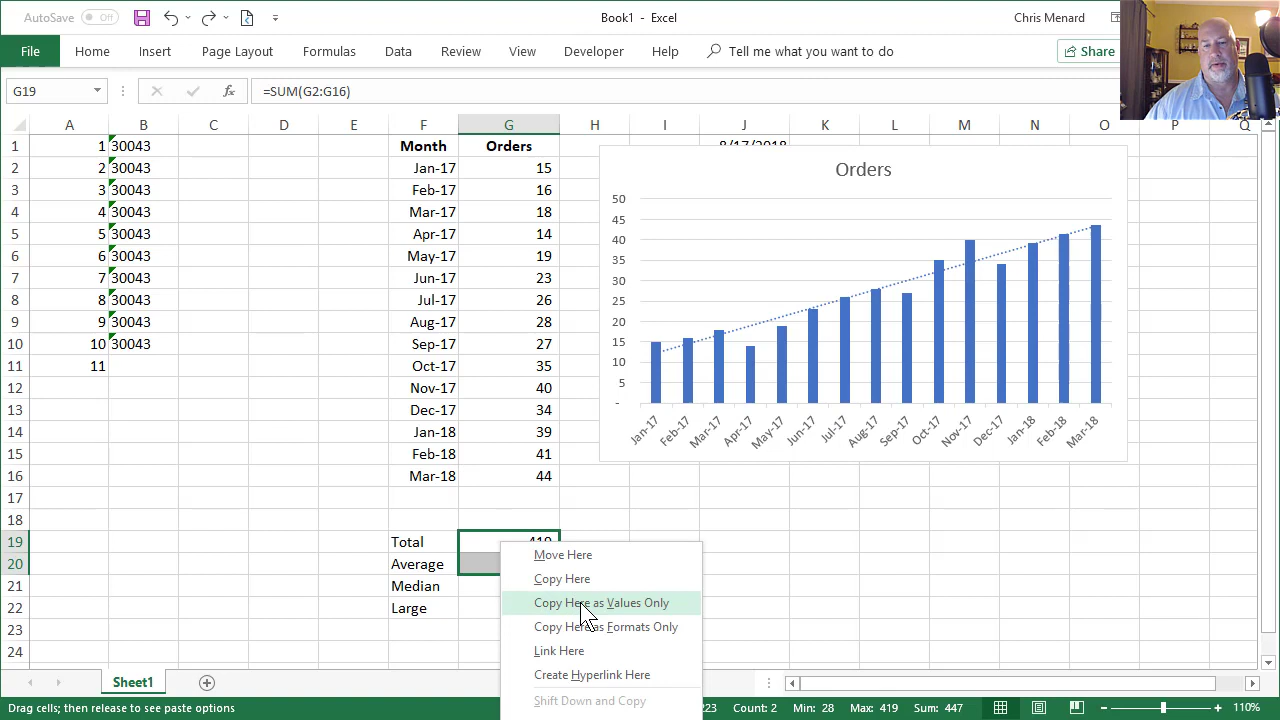 AutoSave Off Book1 - Excel Chris Menard
File Home Insert Page Layout Formulas Data Review View Developer Help Tell me what you want to do Share
G19 fx =SUM(G2:G16)
A B C D E F G H I J K L M N O P Q
1 1 30043 Month Orders 8/17/2018
2 2 30043 Jan-17 15
3 3 30043 Feb-17 16
4 4 30043 Mar-17 18
5 5 30043 Apr-17 14
6 6 30043 May-17 19
7 7 30043 Jun-17 23
8 8 30043 Jul-17 26
9 9 30043 Aug-17 28
10 10 30043 Sep-17 27
11 11 Oct-17 35
12 Nov-17 40
13 Dec-17 34
14 Jan-18 39
15 Feb-18 41
16 Mar-18 44
17
18
19 Total 419
20 Average
21 Median
22 Large
23
24
Orders
50
45
40
35
30
25
20
15
10
5
-
Jan-17 Feb-17 Mar-17 Apr-17 May-17 Jun-17 Jul-17 Aug-17 Sep-17 Oct-17 Nov-17 Dec-17 Jan-18 Feb-18 Mar-18
Move Here
Copy Here
Copy Here as Values Only
Copy Here as Formats Only
Link Here
Create Hyperlink Here
Shift Down and Copy
Sheet1
Drag cells; then release to see paste options 223 Count: 2 Min: 28 Max: 419 Sum: 447 110%